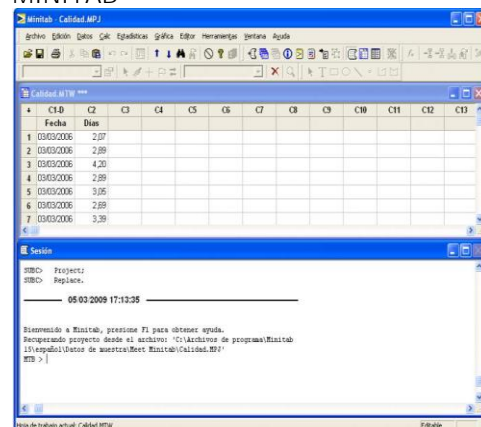 MINITAB
Minitab - Calidad.MPJ
Archivo Edición Datos Calc Estadísticas Gráfica Editor Herramientas Ventana Ayuda
Calidad.MTW ***
C1-D C2 C3 C4 C5 C6 C7 C8 C9 C10 C11 C12 C13
Fecha Días
1 03/03/2006 2,07
2 03/03/2006 2,89
3 03/03/2006 4,20
4 03/03/2006 2,89
5 03/03/2006 3,05
6 03/03/2006 2,69
7 03/03/2006 3,39
Sesión
SUBC> Project;
SUBC> Replace.
05/03/2009 17:13:35
Bienvenido a Minitab, presione F1 para obtener ayuda.
Recuperando proyecto desde el archivo: 'C:\Archivos de programa\Minitab
15\español\Datos de muestra\Meet Minitab\Calidad.MPJ'
MTB >
Hoja de trabajo actual: Calidad.MTW Editable